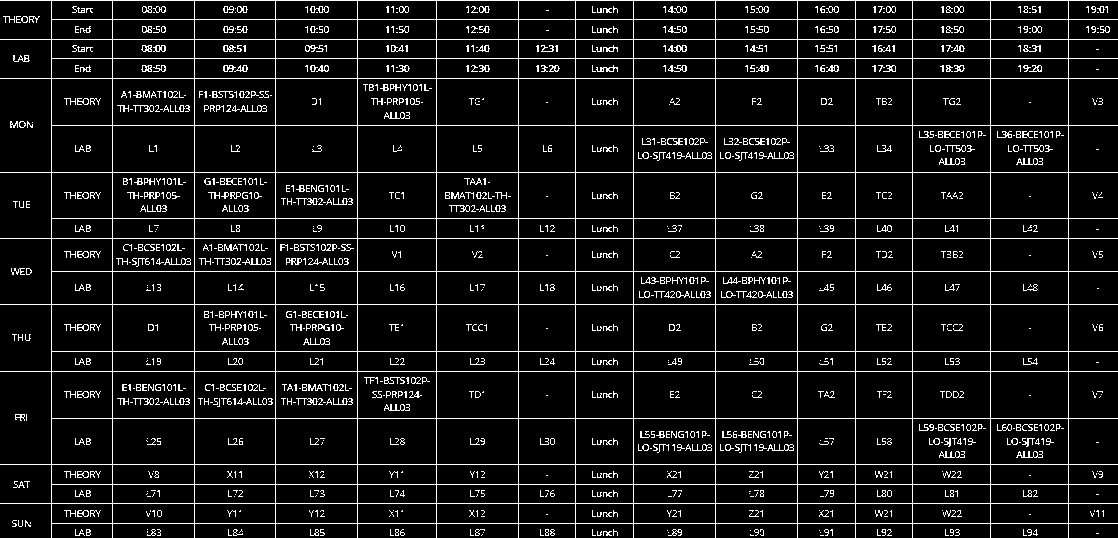 THEORY Start 08:00 09:00 10:00 11:00 12:00 - Lunch 14:00 15:00 16:00 17:00 18:00 18:51 19:01
End 08:50 09:50 10:50 11:50 12:50 - Lunch 14:50 15:50 16:50 17:50 18:50 19:00 19:50
LAB Start 08:00 08:51 09:51 10:41 11:40 12:31 Lunch 14:00 14:51 15:51 16:41 17:40 18:31 -
End 08:50 09:40 10:40 11:30 12:30 13:20 Lunch 14:50 15:40 16:40 17:30 18:30 19:20 -
MON THEORY A1-BMAT102L-TH-TT302-ALL03 F1-BSTS102P-SS-PRP124-ALL03 D1 TB1-BPHY101L-TH-PRP105-ALL03 TG1 - Lunch A2 F2 D2 TB2 TG2 - V3
LAB L1 L2 L3 L4 L5 L6 Lunch L31-BCSE102P-LO-SJT419-ALL03 L32-BCSE102P-LO-SJT419-ALL03 L33 L34 L35-BECE101P-LO-TT503-ALL03 L36-BECE101P-LO-TT503-ALL03 -
TUE THEORY B1-BPHY101L-TH-PRP105-ALL03 G1-BECE101L-TH-PRPG10-ALL03 E1-BENG101L-TH-TT302-ALL03 TC1 TAA1-BMAT102L-TH-TT302-ALL03 - Lunch B2 G2 E2 TC2 TAA2 - V4
LAB L7 L8 L9 L10 L11 L12 Lunch L37 L38 L39 L40 L41 L42 -
WED THEORY C1-BCSE102L-TH-SJT614-ALL03 A1-BMAT102L-TH-TT302-ALL03 F1-BSTS102P-SS-PRP124-ALL03 V1 V2 - Lunch C2 A2 F2 TD2 TBB2 - V5
LAB L13 L14 L15 L16 L17 L18 Lunch L43-BPHY101P-LO-TT420-ALL03 L44-BPHY101P-LO-TT420-ALL03 L45 L46 L47 L48 -
THU THEORY D1 B1-BPHY101L-TH-PRP105-ALL03 G1-BECE101L-TH-PRPG10-ALL03 TE1 TCC1 - Lunch D2 B2 G2 TE2 TCC2 - V6
LAB L19 L20 L21 L22 L23 L24 Lunch L49 L50 L51 L52 L53 L54 -
FRI THEORY E1-BENG101L-TH-TT302-ALL03 C1-BCSE102L-TH-SJT614-ALL03 TA1-BMAT102L-TH-TT302-ALL03 TF1-BSTS102P-SS-PRP124-ALL03 TD1 - Lunch E2 C2 TA2 TF2 TDD2 - V7
LAB L25 L26 L27 L28 L29 L30 Lunch L55-BENG101P-LO-SJT119-ALL03 L56-BENG101P-LO-SJT119-ALL03 L57 L58 L59-BCSE102P-LO-SJT419-ALL03 L60-BCSE102P-LO-SJT419-ALL03 -
SAT THEORY V8 X11 X12 Y11 Y12 - Lunch X21 Z21 Y21 W21 W22 - V9
LAB L71 L72 L73 L74 L75 L76 Lunch L77 L78 L79 L80 L81 L82 -
SUN THEORY V10 Y11 Y12 X11 X12 - Lunch Y21 Z21 X21 W21 W22 - V11
LAB L83 L84 L85 L86 L87 L88 Lunch L89 L90 L91 L92 L93 L94 -